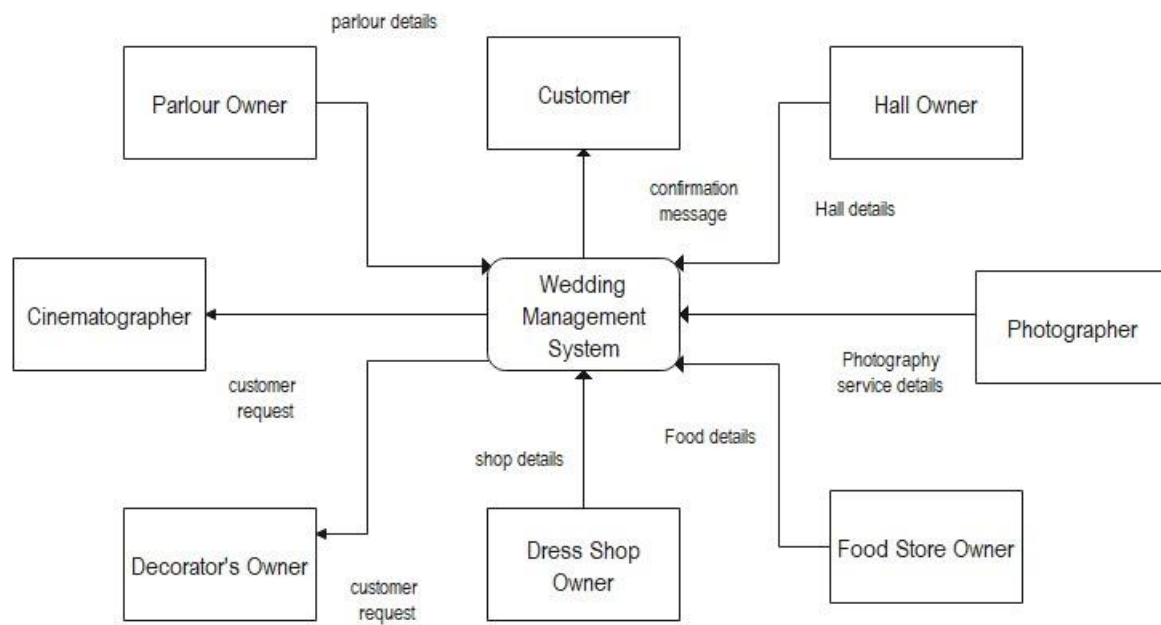 parlour details
Parlour Owner
Customer
Hall Owner
confirmation
message
Hall details
Cinematographer
Wedding
Management
System
Photographer
customer
request
Photography
service details
shop details
Food details
Decorator's Owner
customer
request
Dress Shop
Owner
Food Store Owner